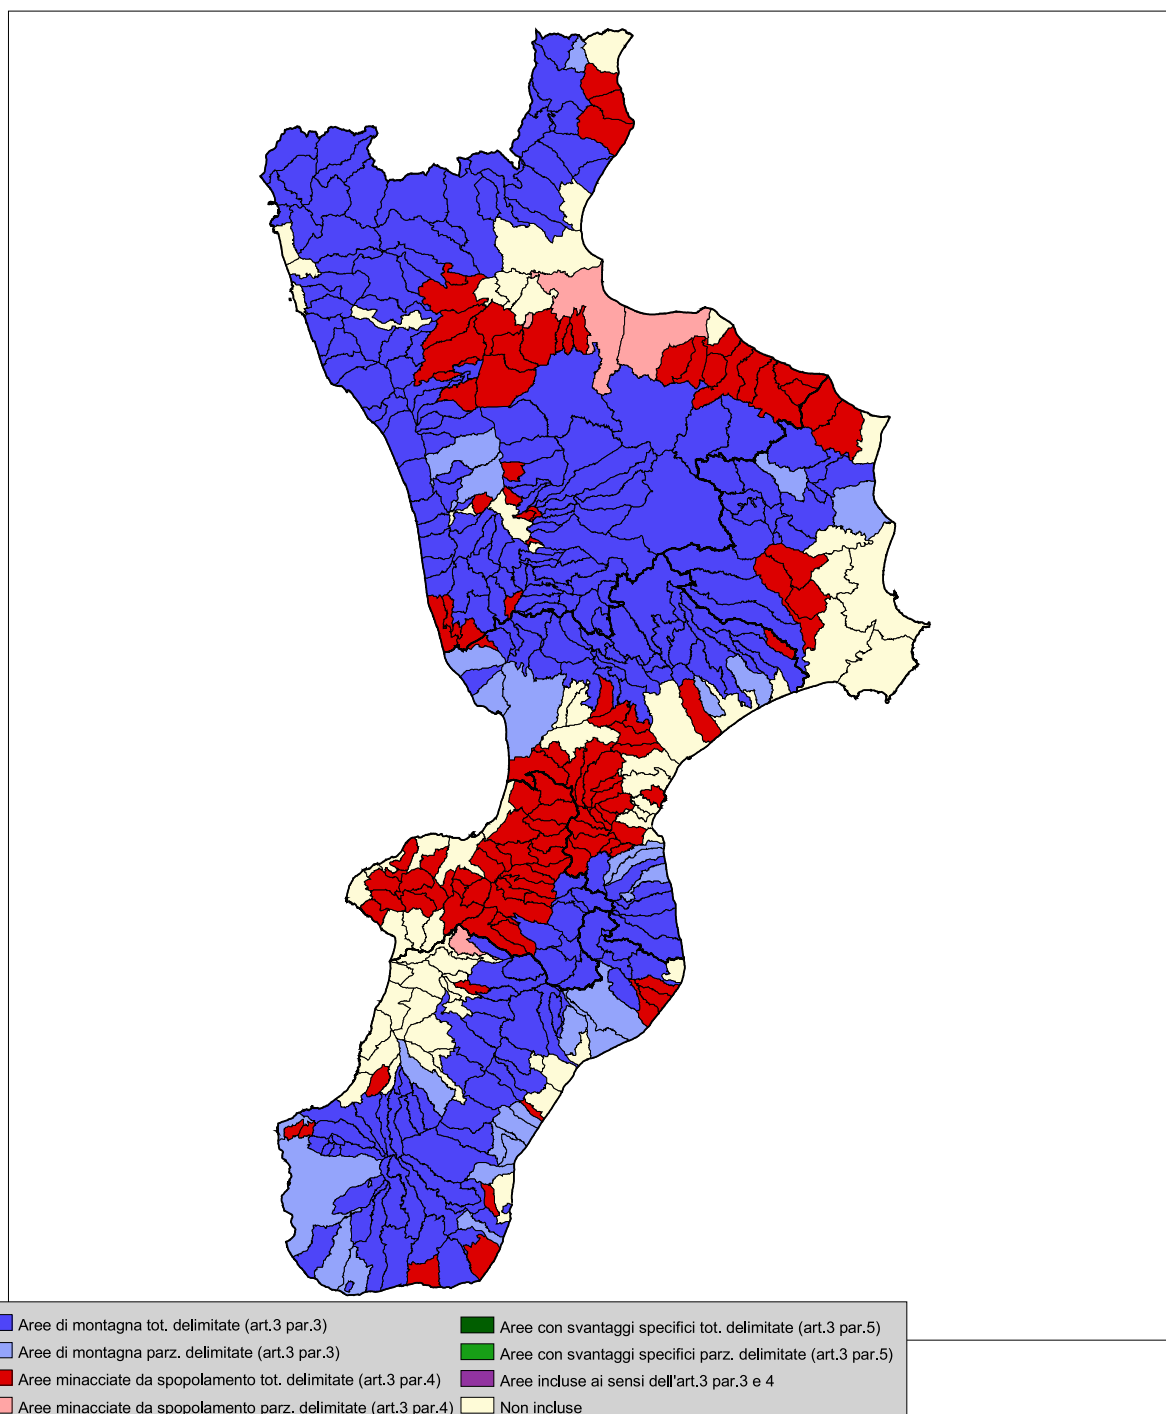 Aree di montagna tot. delimitate (art.3 par.3)
Aree di montagna parz. delimitate (art.3 par.3)
Aree minacciate da spopolamento tot. delimitate (art.3 par.4)
Aree minacciate da spopolamento parz. delimitate (art.3 par.4)
Aree con svantaggi specifici tot. delimitate (art.3 par.5)
Aree con svantaggi specifici parz. delimitate (art.3 par.5)
Aree incluse ai sensi dell'art.3 par.3 e 4
Non incluse